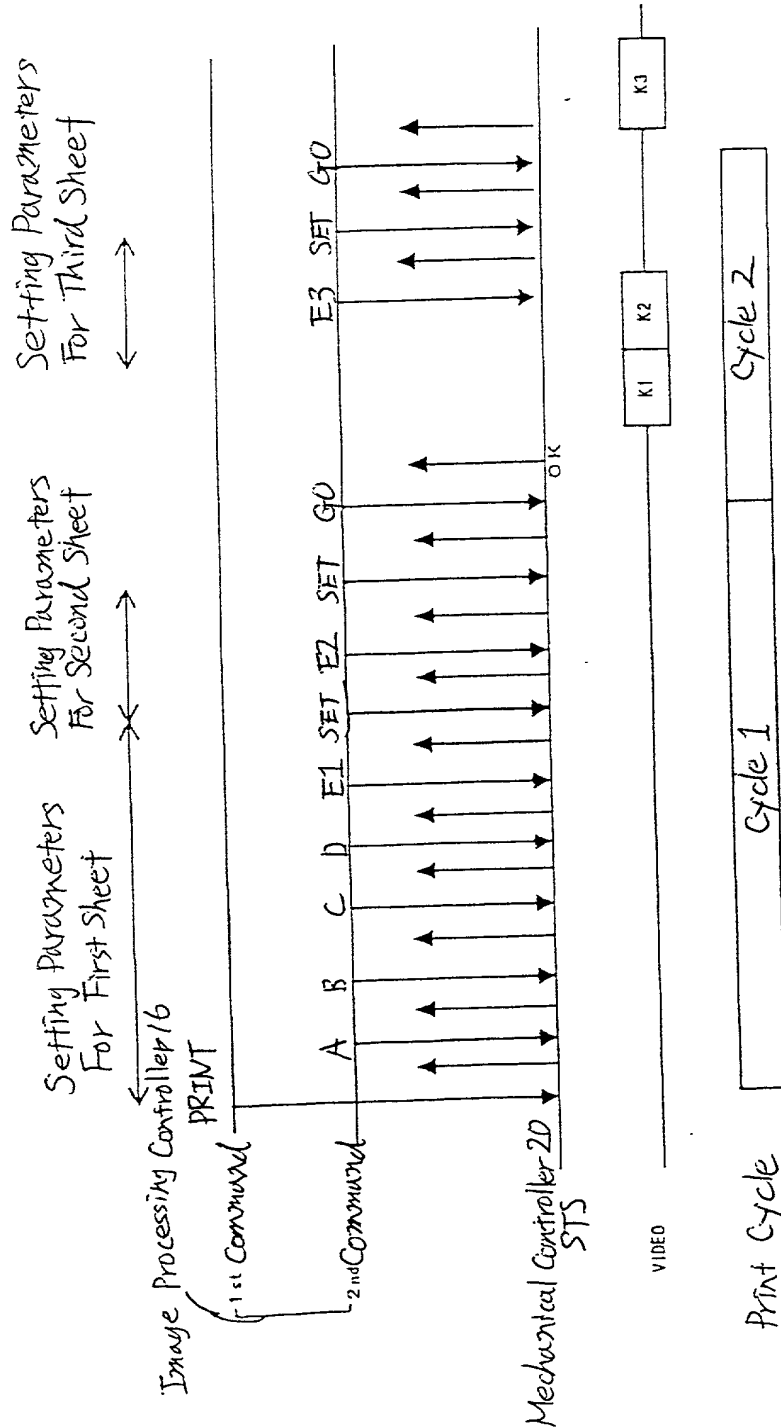 Setting Parameters
For First Sheet
Setting Parameters
For Second Sheet
Setting Parameters
For Third Sheet
Image Processing Controller 16
PRINT
1st Command
2nd Command
A B C D E1 SET E2 SET GO E3 SET GO
Mechanical Controller 20
STS
OK
VIDEO
K1 K2 K3
Print Cycle
Cycle 1
Cycle 2